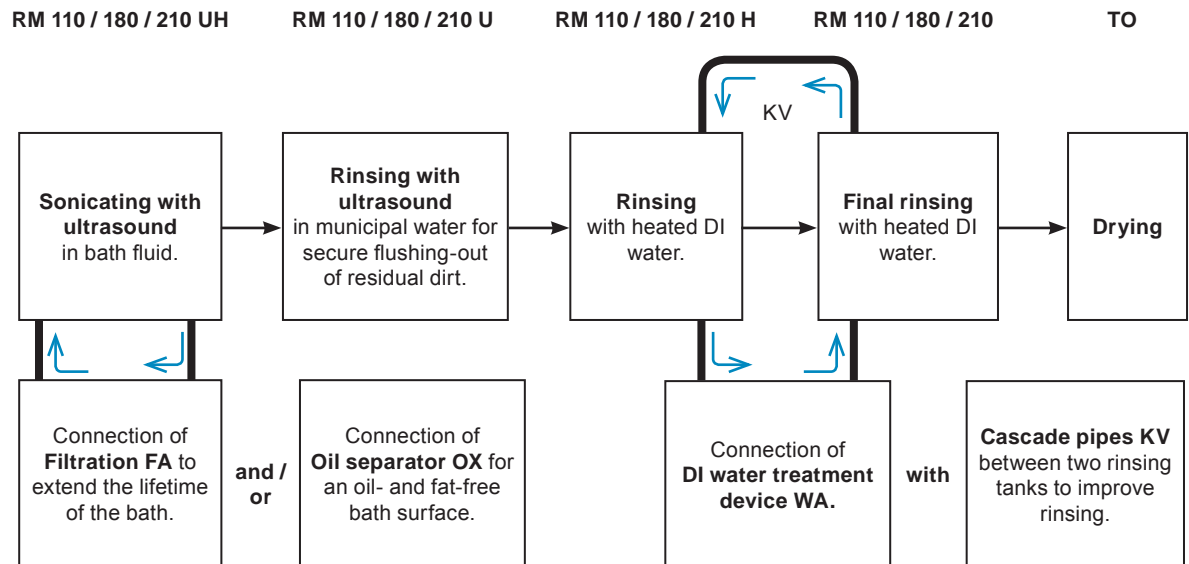 RM 110 / 180 / 210 UH
RM 110 / 180 / 210 U
RM 110 / 180 / 210 H
RM 110 / 180 / 210
TO
KV
Sonicating with
ultrasound
in bath fluid.
Rinsing with
ultrasound
in municipal water for
secure flushing-out
of residual dirt.
Rinsing
with heated DI
water.
Final rinsing
with heated DI
water.
Drying
Connection of
Filtration FA to
extend the lifetime
of the bath.
and /
or
Connection of
Oil separator OX for
an oil- and fat-free
bath surface.
Connection of
DI water treatment
device WA.
with
Cascade pipes KV
between two rinsing
tanks to improve
rinsing.